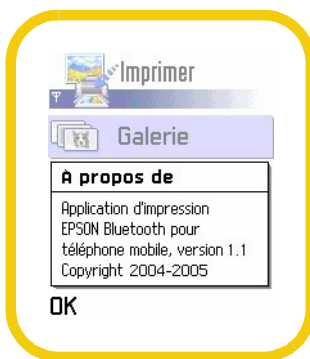 Imprimer
Galerie
À propos de
Application d'impression
EPSON Bluetooth pour
téléphone mobile, version 1.1
Copyright 2004-2005
OK